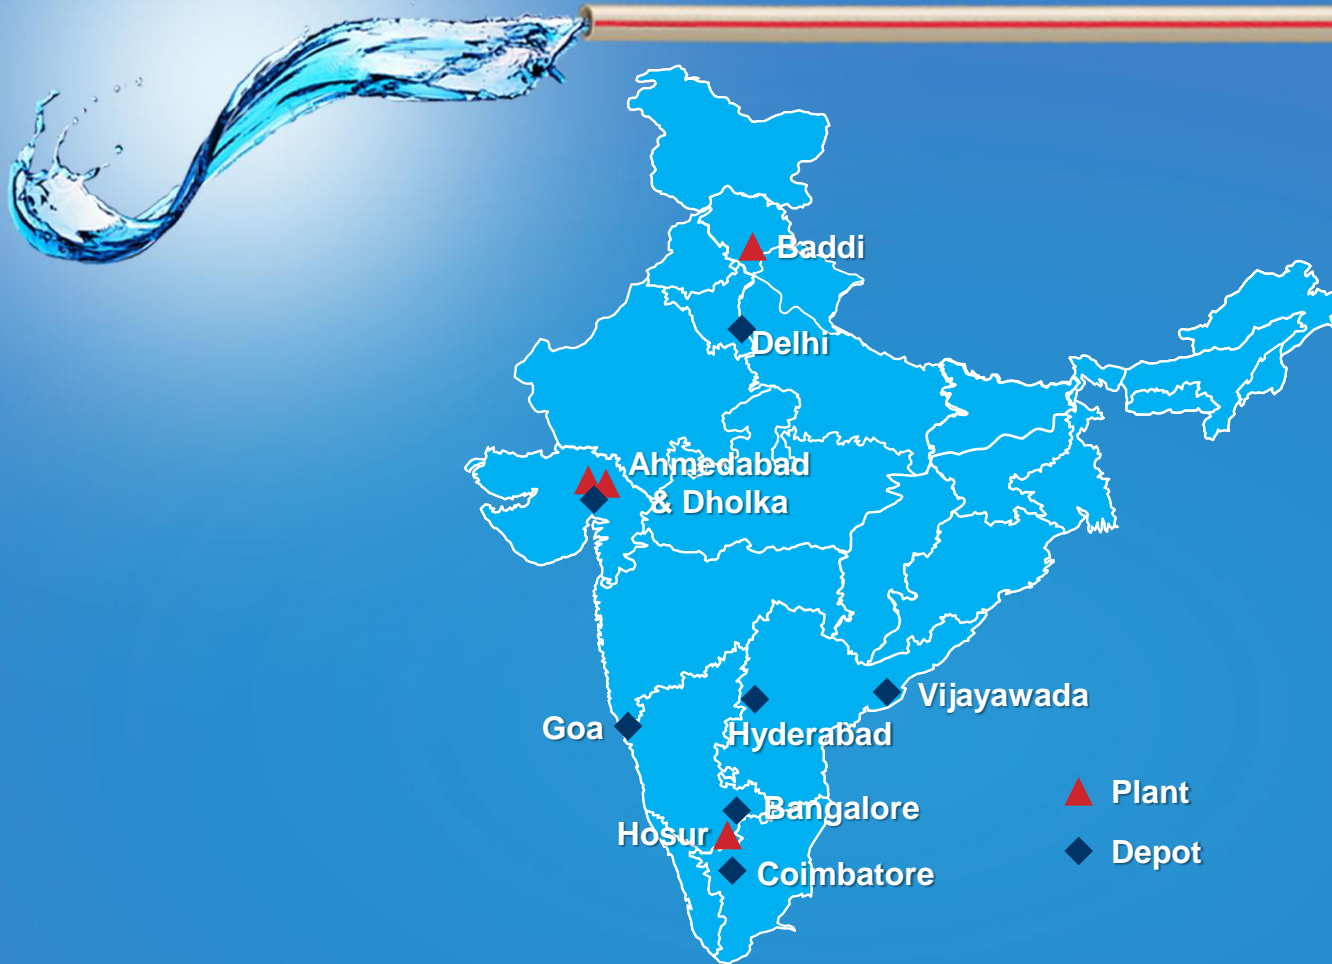 Baddi
Delhi
Ahmedabad
& Dholka
Vijayawada
Goa
Hyderabad
Plant
Bangalore
Hosur
Depot
Coimbatore